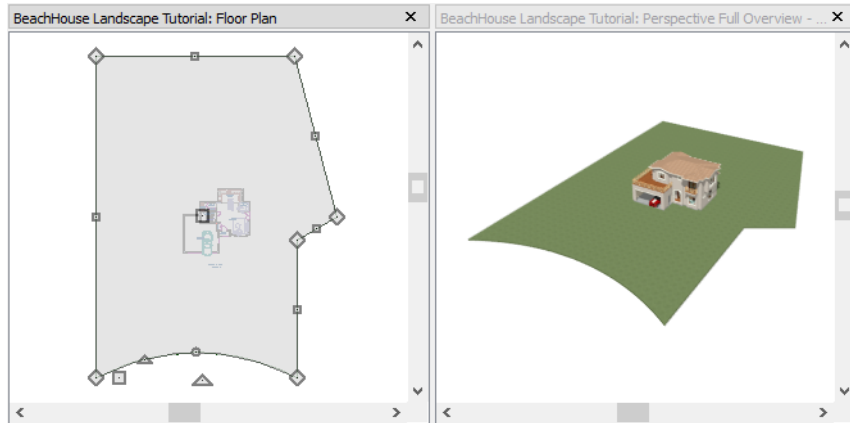 BeachHouse Landscape Tutorial: Floor Plan
BeachHouse Landscape Tutorial: Perspective Full Overview - ...